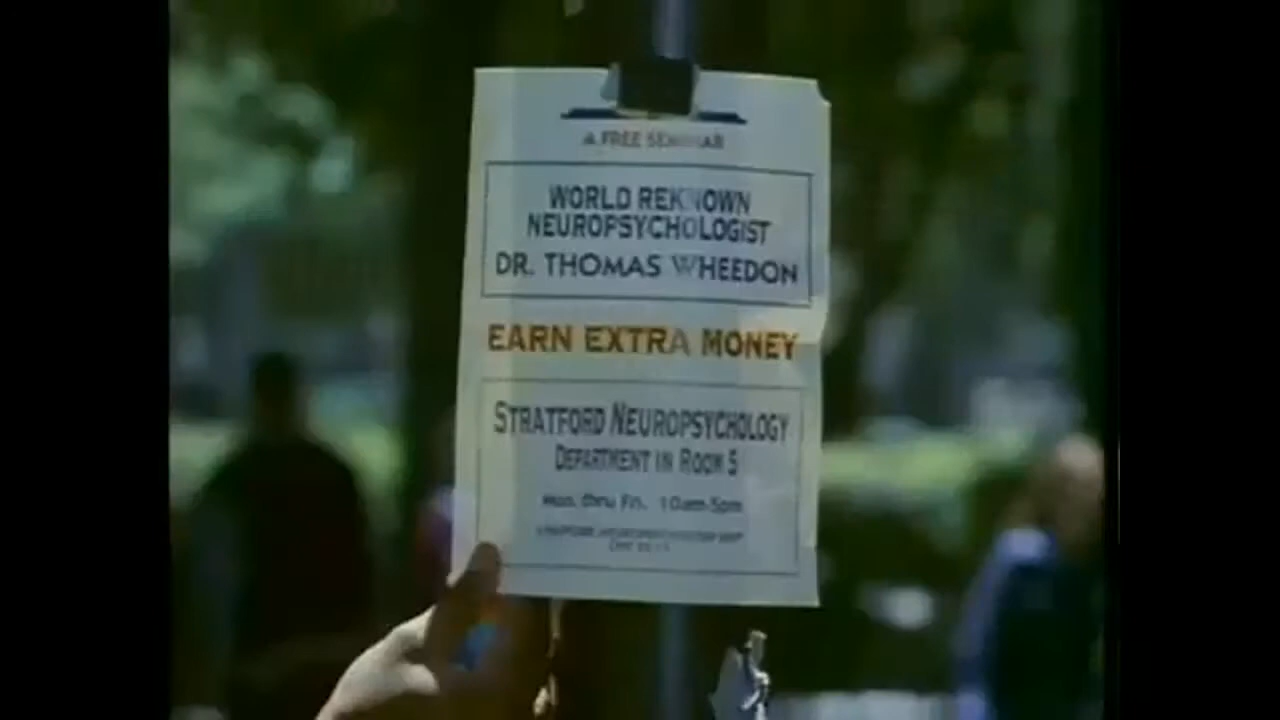 A FREE SEMINAR
WORLD REKNOWN
NEUROPSYCHOLOGIST
DR. THOMAS WHEEDON
EARN EXTRA MONEY
STRATFORD NEUROPSYCHOLOGY
DEPARTMENT IN ROOM 5
Mon. thru Fri. 10am-5pm